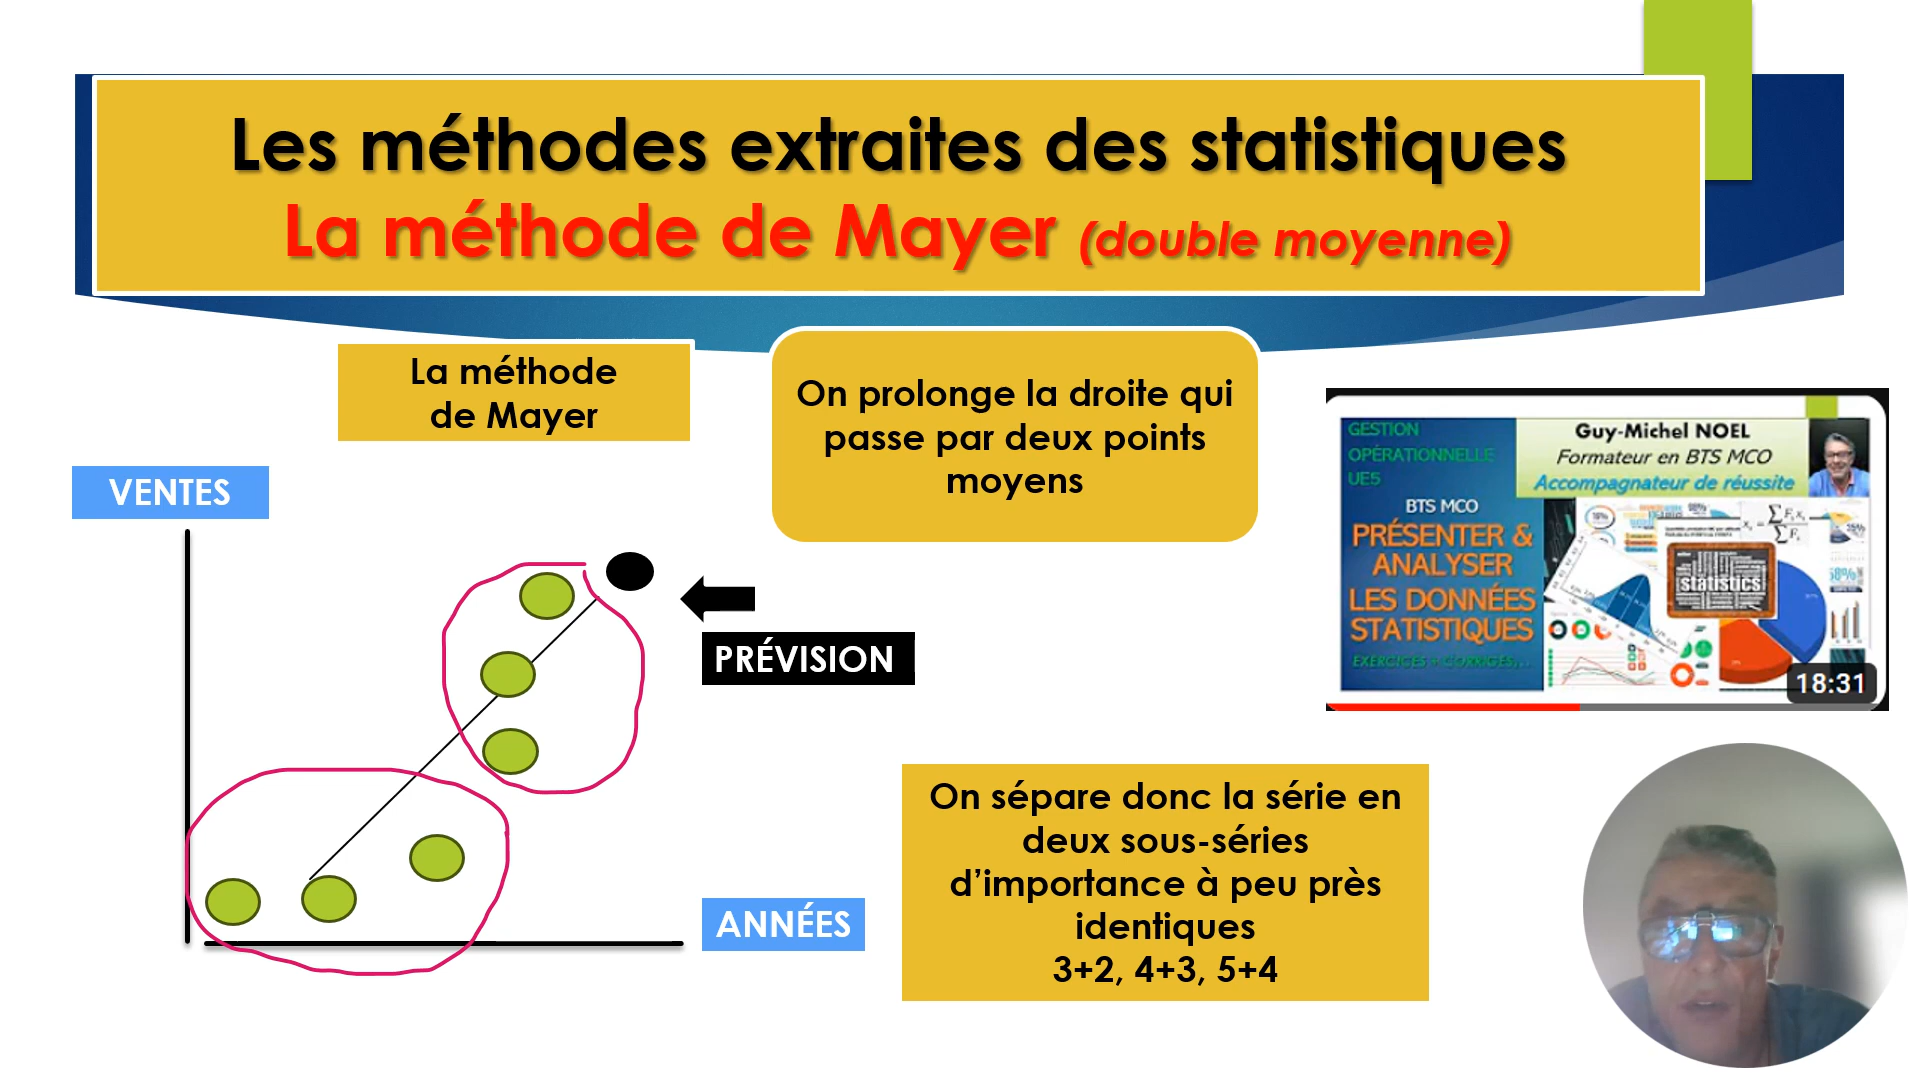 Les méthodes extraites des statistiques
La méthode de Mayer (double moyenne)
La méthode
de Mayer
On prolonge la droite qui
passe par deux points
moyens
VENTES
PRÉVISION
ANNÉES
On sépare donc la série en
deux sous-séries
d’importance à peu près
identiques
3+2, 4+3, 5+4
GESTION
OPÉRATIONNELLE
UE5
Guy-Michel NOEL
Formateur en BTS MCO
Accompagnateur de réussite
BTS MCO
PRÉSENTER &
ANALYSER
LES DONNÉES
STATISTIQUES
EXERCICES + CORRIGÉS...
statistics
18:31